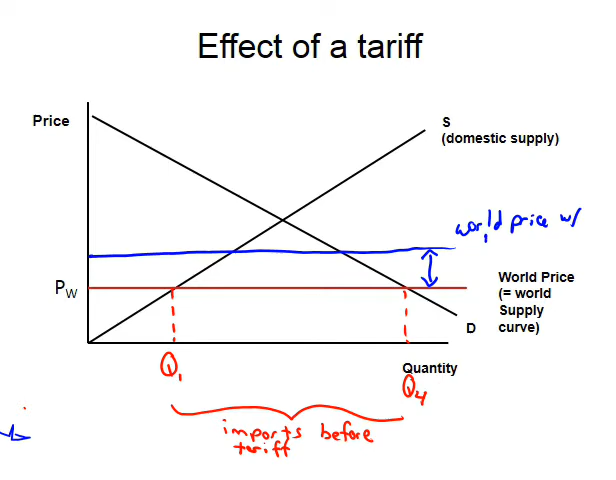 Effect of a tariff
Price
S
(domestic supply)
world price w/
World Price
(= world
Supply
curve)
PW
D
Quantity
Q1
Q4
imports before
tariff